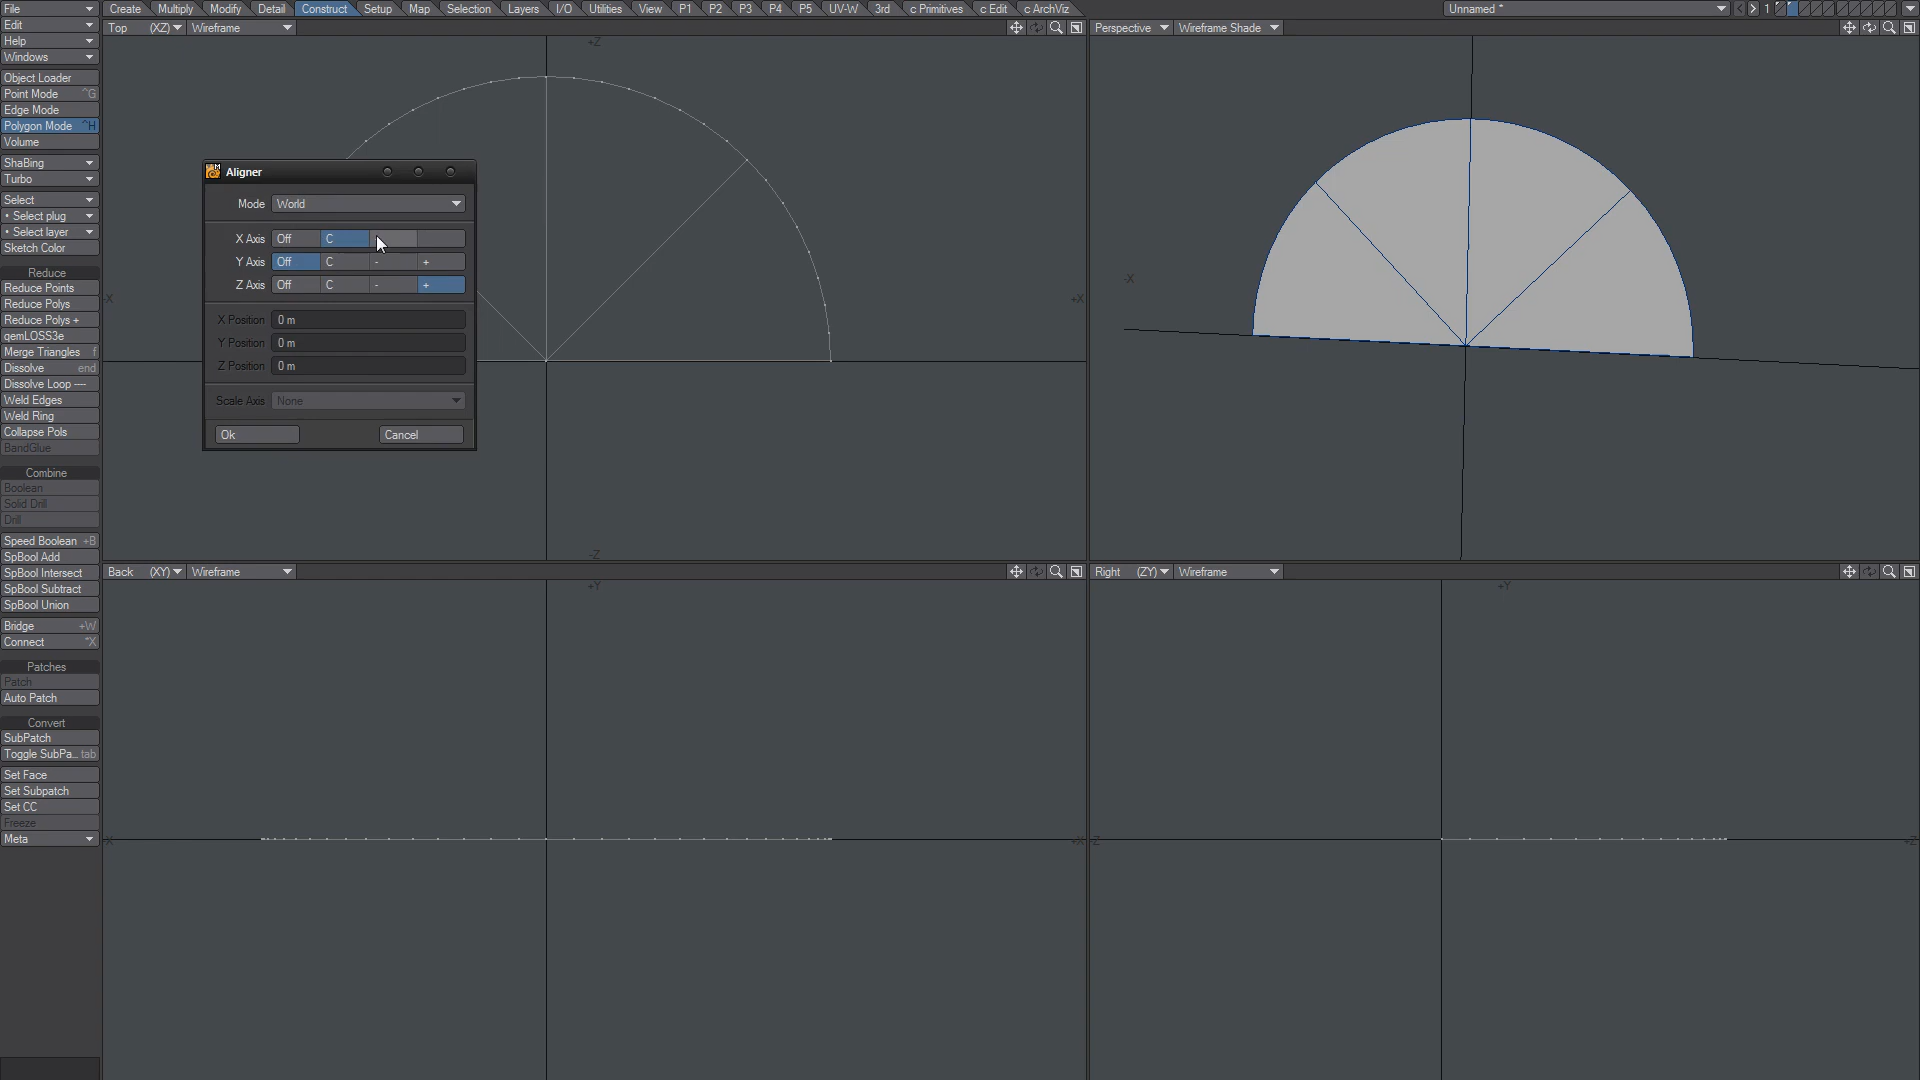 File
Edit
Help
Windows
Object Loader
Point Mode ^G
Edge Mode
Polygon Mode ^H
Volume
ShaBing
Turbo
Select
• Select plug
• Select layer
Sketch Color
Reduce
Reduce Points
Reduce Polys
Reduce Polys +
qemLOSS3e
Merge Triangles f
Dissolve end
Dissolve Loop ----
Weld Edges
Weld Ring
Collapse Pols
BandGlue
Combine
Boolean
Solid Drill
Drill
Speed Boolean +B
SpBool Add
SpBool Intersect
SpBool Subtract
SpBool Union
Bridge +W
Connect *X
Patches
Patch
Auto Patch
Convert
SubPatch
Toggle SubPa... tab
Set Face
Set Subpatch
Set CC
Freeze
Meta
Create Multiply Modify Detail Construct Setup Map Selection Layers I/O Utilities View P1 P2 P3 P4 P5 UV-W 3rd c Primitives c Edit c ArchViz
Unnamed * < > 1
Top (XZ) Wireframe
+Z
-X
+X
-Z
Aligner
Mode World
X Axis Off C
Y Axis Off C - +
Z Axis Off C - +
X Position 0 m
Y Position 0 m
Z Position 0 m
Scale Axis None
Ok Cancel
Perspective Wireframe Shade
-X
Back (XY) Wireframe
+Y
-X
+X
Right (ZY) Wireframe
+Y
-Z
+Z